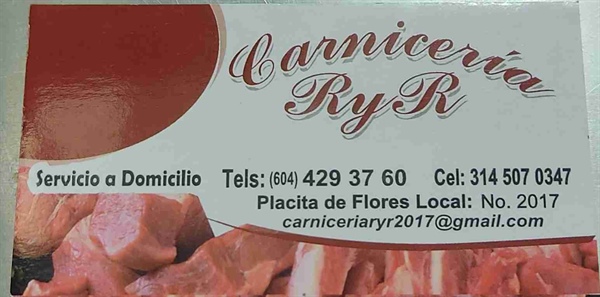 Carnicería
RyR
Servicio a Domicilio Tels: (604) 429 37 60 Cel: 314 507 0347
Placita de Flores Local: No. 2017
carniceriaryr2017@gmail.com